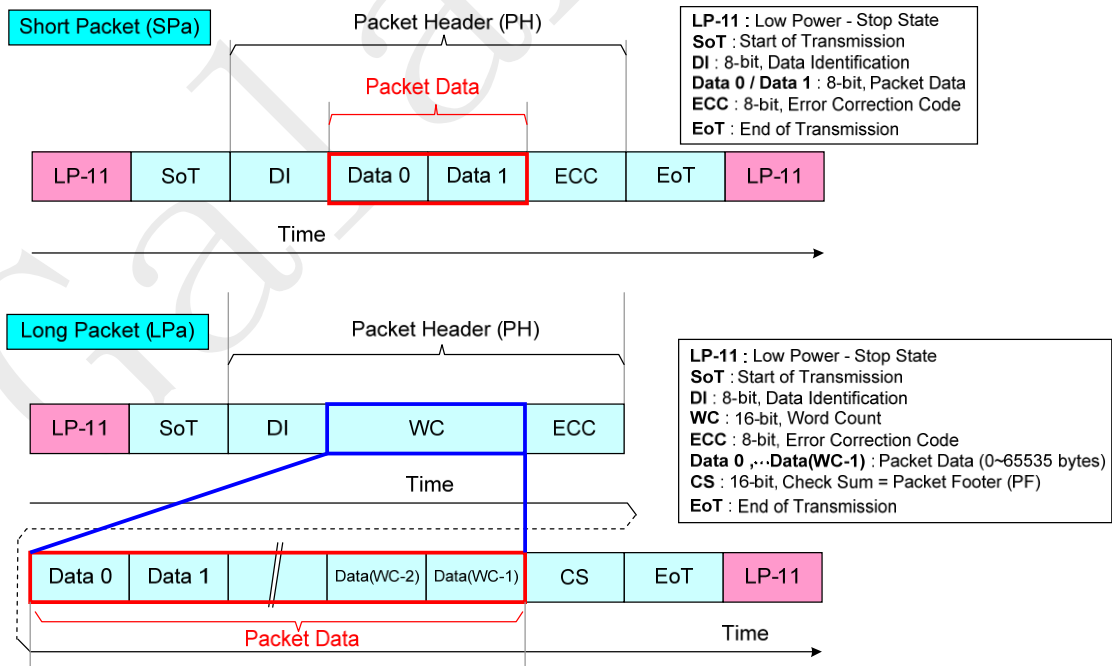 Short Packet (SPa)
Packet Header (PH)
Packet Data
LP-11 : Low Power - Stop State
SoT : Start of Transmission
DI : 8-bit, Data Identification
Data 0 / Data 1 : 8-bit, Packet Data
ECC : 8-bit, Error Correction Code
EoT : End of Transmission
LP-11 SoT DI Data 0 Data 1 ECC EoT LP-11
Time
Long Packet (LPa)
Packet Header (PH)
LP-11 : Low Power - Stop State
SoT : Start of Transmission
DI : 8-bit, Data Identification
WC : 16-bit, Word Count
ECC : 8-bit, Error Correction Code
Data 0 ,···Data(WC-1) : Packet Data (0~65535 bytes)
CS : 16-bit, Check Sum = Packet Footer (PF)
EoT : End of Transmission
LP-11 SoT DI WC ECC
Time
Data 0 Data 1 // Data(WC-2) Data(WC-1) CS EoT LP-11
Packet Data
Time